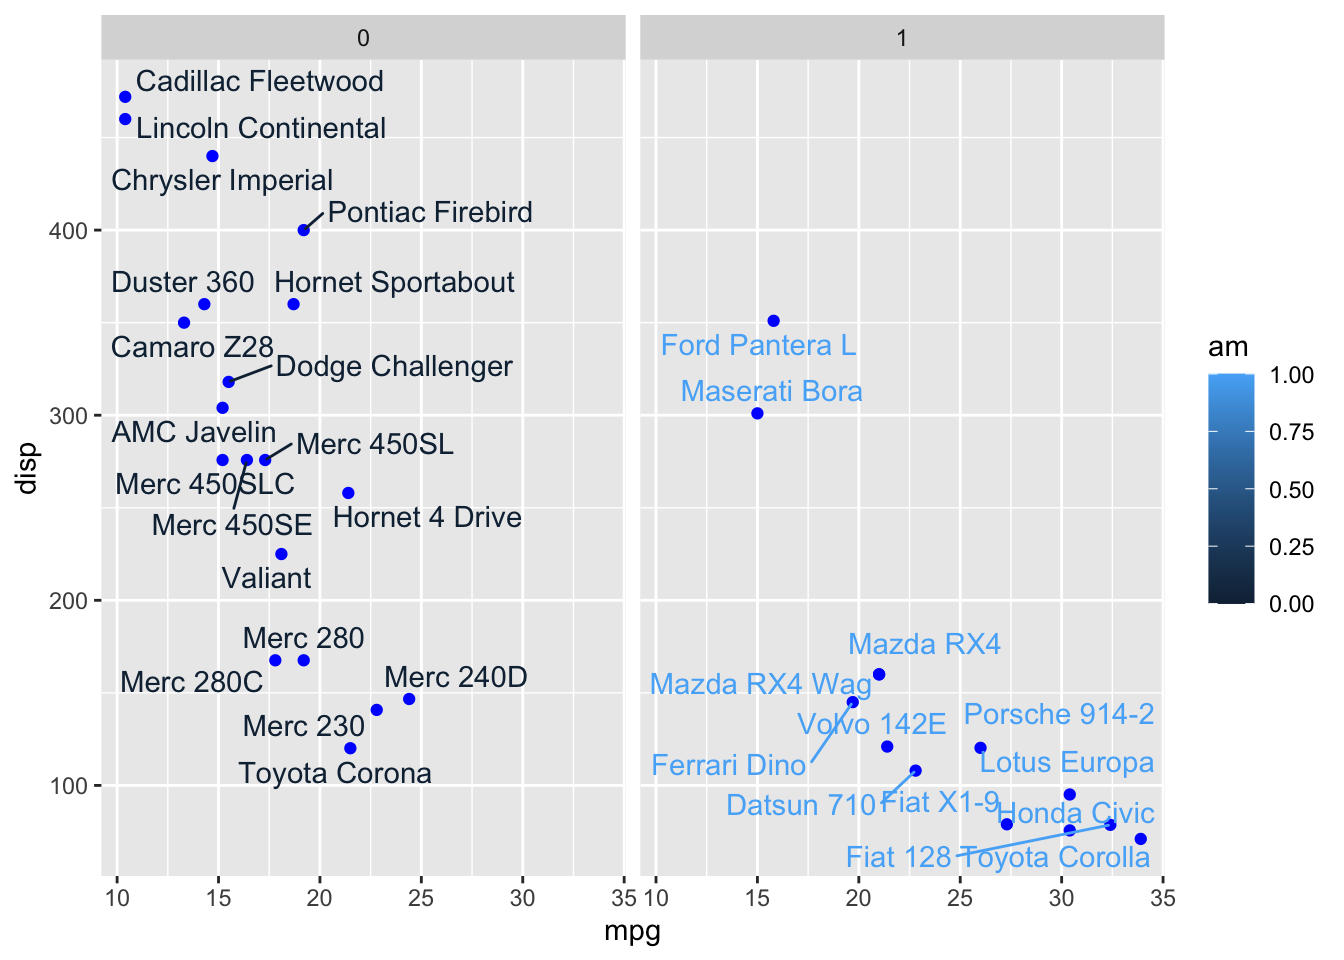 0
1
Cadillac Fleetwood
Lincoln Continental
Chrysler Imperial
Pontiac Firebird
Duster 360
Hornet Sportabout
Camaro Z28
Dodge Challenger
AMC Javelin
Merc 450SL
Merc 450SLC
Merc 450SE
Hornet 4 Drive
Valiant
Merc 280
Merc 280C
Merc 240D
Merc 230
Toyota Corona
Ford Pantera L
Maserati Bora
Mazda RX4
Mazda RX4 Wag
Porsche 914-2
Volvo 142E
Ferrari Dino
Lotus Europa
Datsun 710
Fiat X1-9
Honda Civic
Fiat 128
Toyota Corolla
400
300
200
100
disp
10
15
20
25
30
35
10
15
20
25
30
35
mpg
am
1.00
0.75
0.50
0.25
0.00